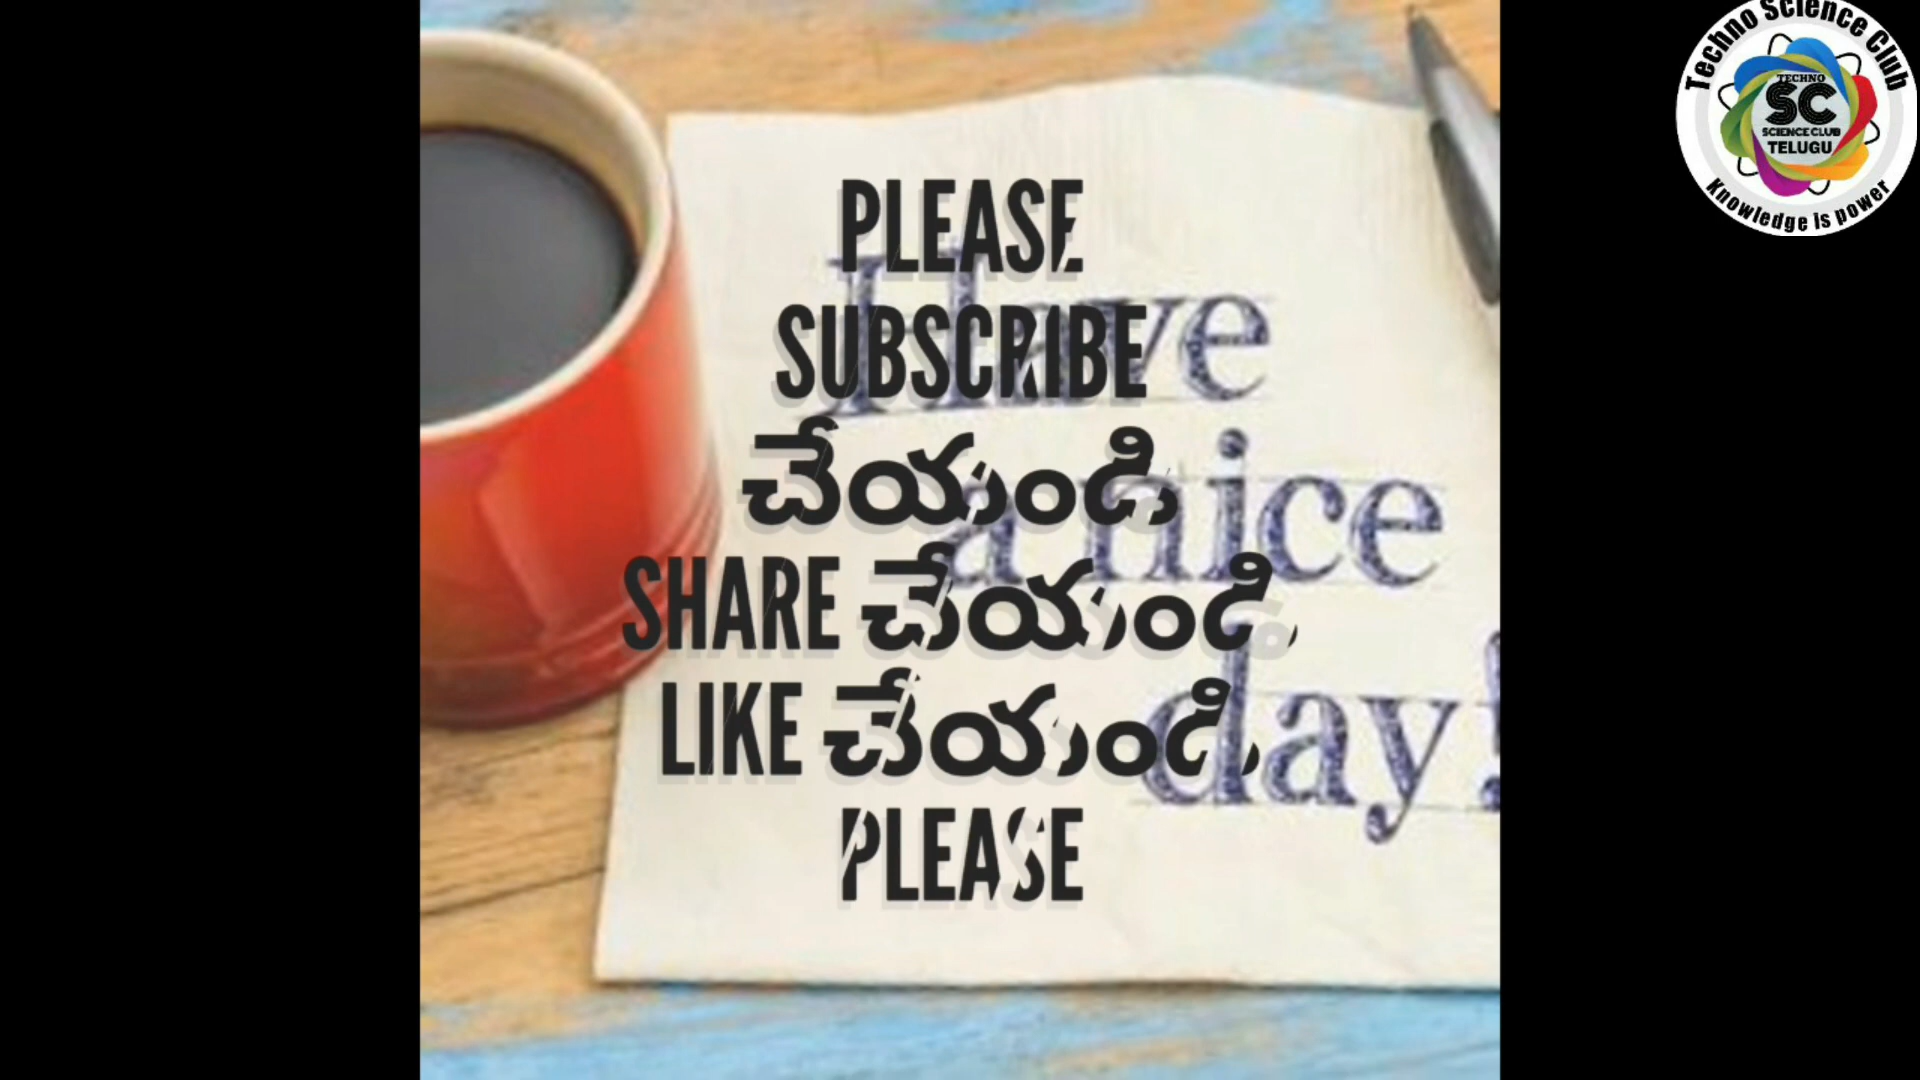 PLEASE
SUBSCRIBE
చేయండి
SHARE చేయండి
LIKE చేయండి
PLEASE
Have
a nice
day!
Techno Science Club
TECHNO
SC
SCIENCE CLUB
TELUGU
Knowledge is power